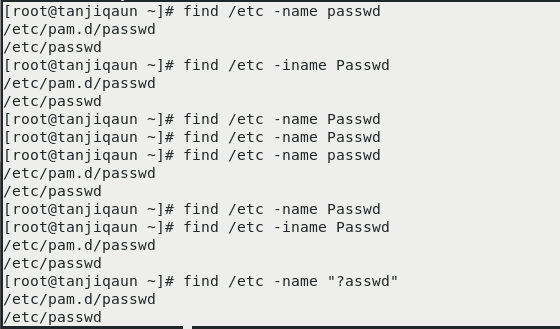 [root@tanjiqaun ~]# find /etc -name passwd
/etc/pam.d/passwd
/etc/passwd
[root@tanjiqaun ~]# find /etc -iname Passwd
/etc/pam.d/passwd
/etc/passwd
[root@tanjiqaun ~]# find /etc -name Passwd
[root@tanjiqaun ~]# find /etc -name Passwd
[root@tanjiqaun ~]# find /etc -name passwd
/etc/pam.d/passwd
/etc/passwd
[root@tanjiqaun ~]# find /etc -name Passwd
[root@tanjiqaun ~]# find /etc -iname Passwd
/etc/pam.d/passwd
/etc/passwd
[root@tanjiqaun ~]# find /etc -name "?asswd"
/etc/pam.d/passwd
/etc/passwd